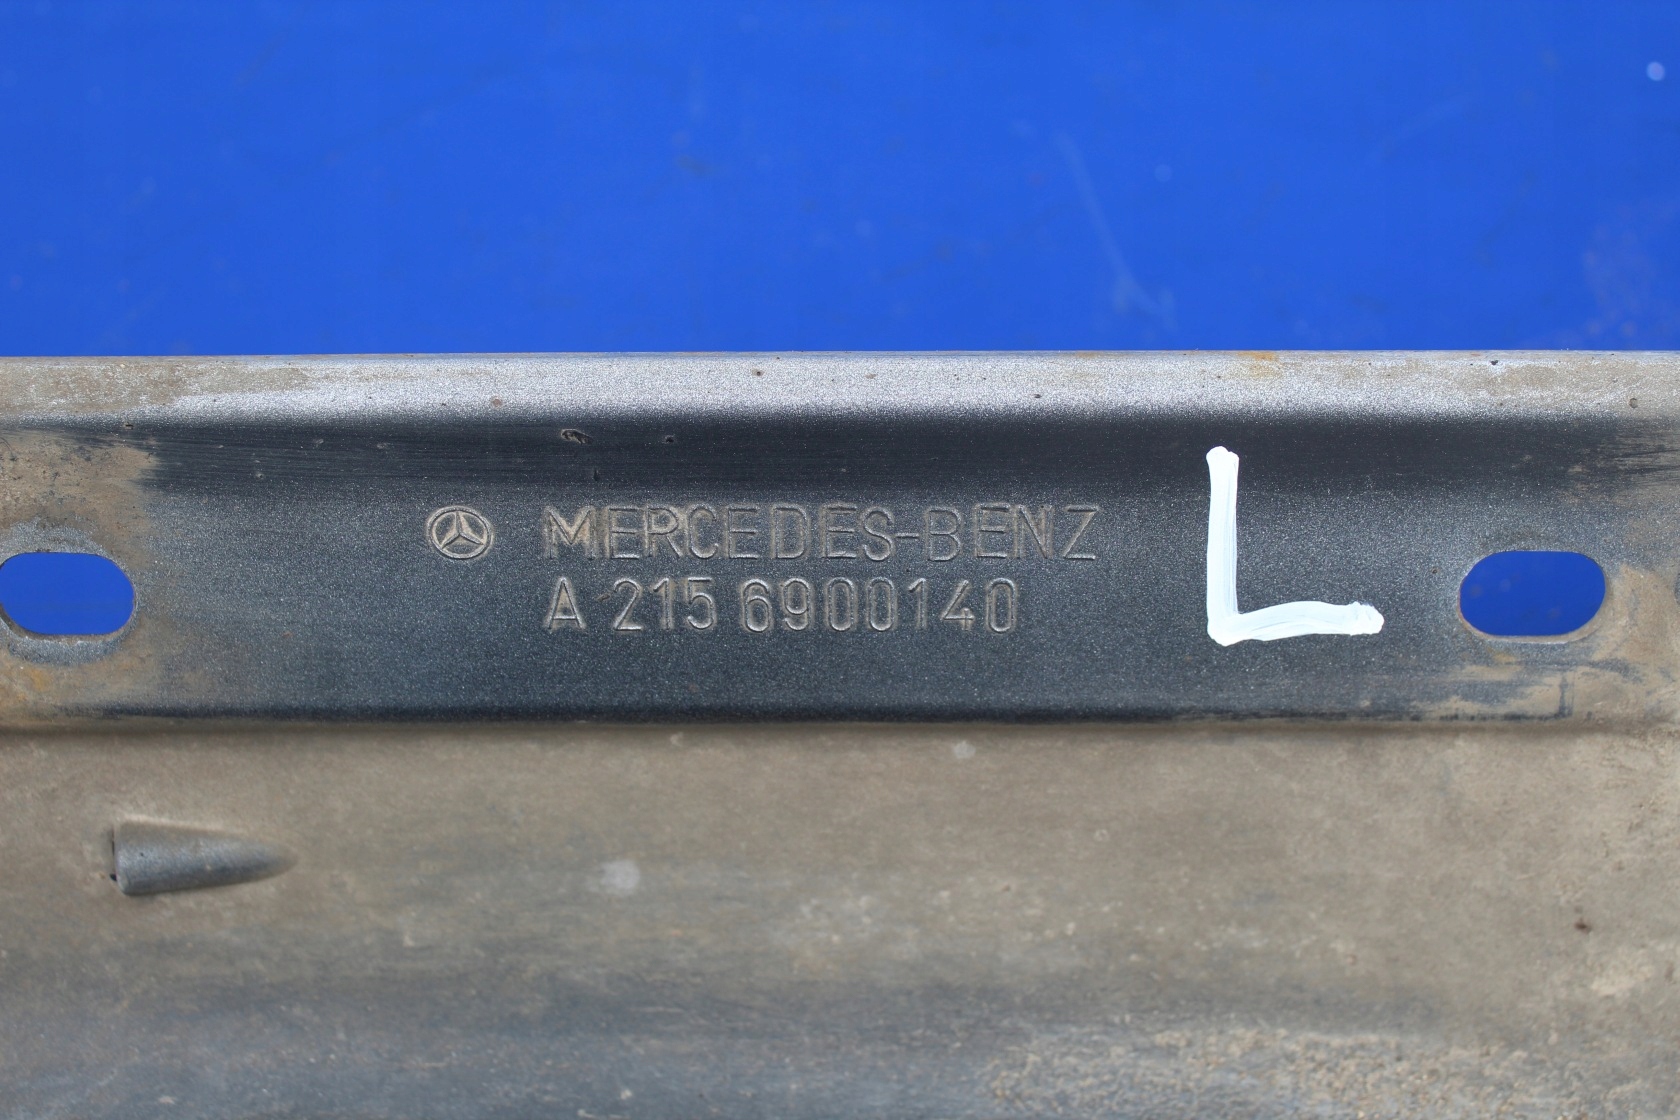 MERCEDES-BENZ
A 215 6900140
L